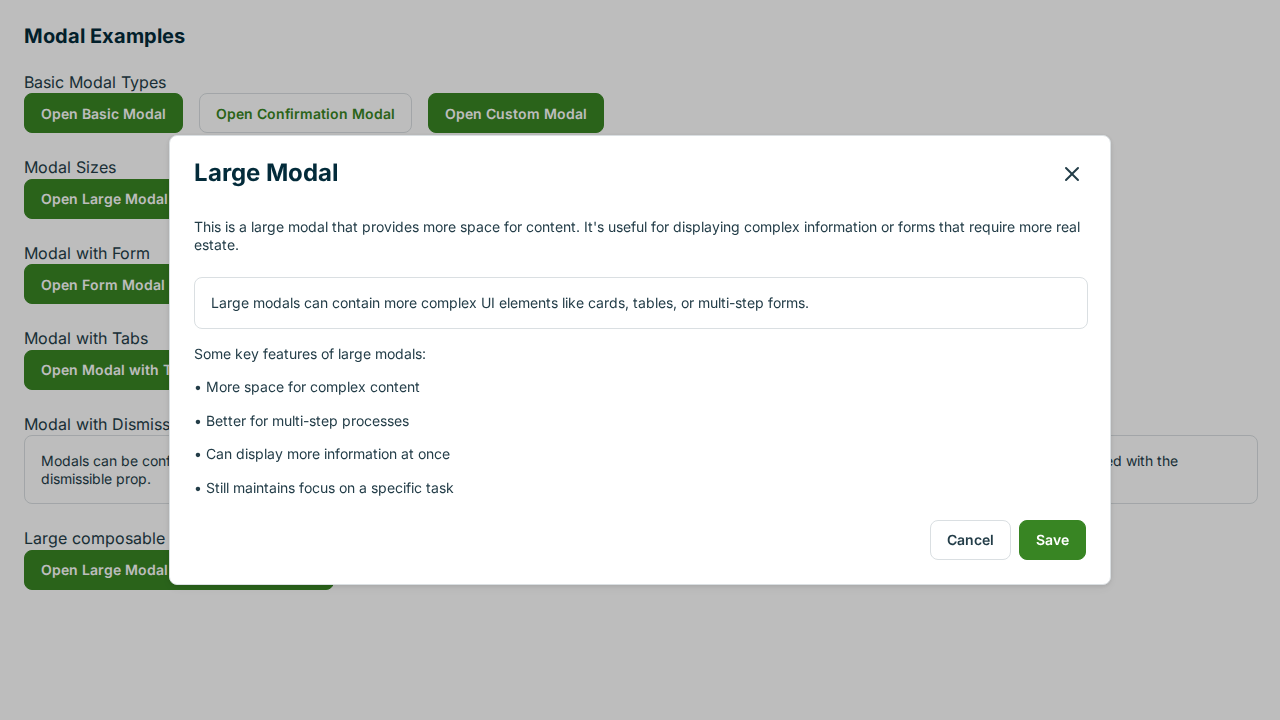 Modal Examples
Basic Modal Types
Open Basic Modal
Open Confirmation Modal
Open Custom Modal
Modal Sizes
Open Large Modal
Modal with Form
Open Form Modal
Modal with Tabs
Open Modal with
Modal with
Modals can be
ed with the
dismissible prop.
Large composable
Open Large Modal
Large Modal
This is a large modal that provides more space for content. It's useful for displaying complex information or forms that require more real
estate.
Large modals can contain more complex UI elements like cards, tables, or multi-step forms.
Some key features of large modals:
• More space for complex content
• Better for multi-step processes
• Can display more information at once
• Still maintains focus on a specific task
Cancel
Save